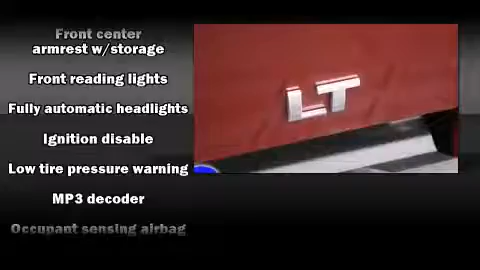 Front center
armrest w/storage
Front reading lights
Fully automatic headlights
Ignition disable
Low tire pressure warning
MP3 decoder
Occupant sensing airbag
LT